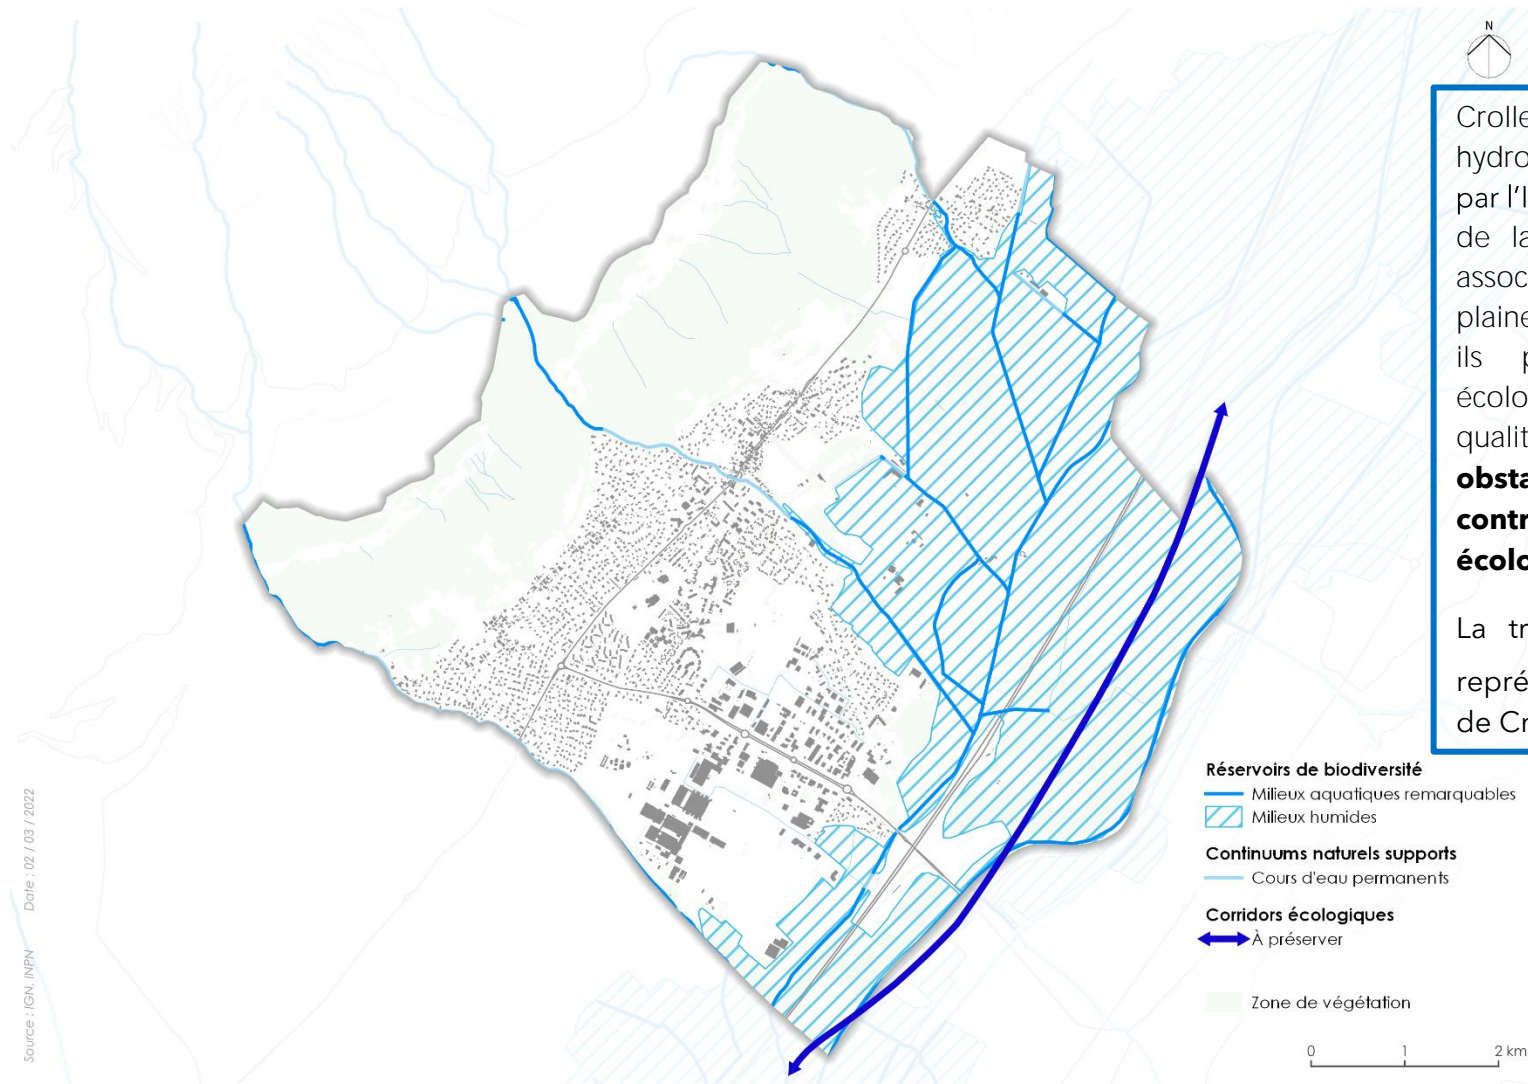 N
Crolle
hydro
par l'I
de la
assoc
plaine
ils p
écolo
qualit
obsta
contr
écolo
La tr
repré
de Cr
Réservoirs de biodiversité
Milieux aquatiques remarquables
Milieux humides
Continuums naturels supports
Cours d'eau permanents
Corridors écologiques
À préserver
Zone de végétation
0 1 2 km
Source : IGN, INPN Date : 02 / 03 / 2022